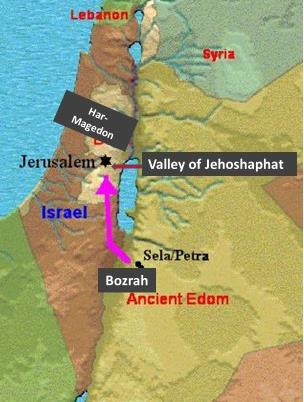 Lebanon
Syria
Har-
Magedon
Jerusalem
Valley of Jehoshaphat
Israel
Sela/Petra
Bozrah
Ancient Edom